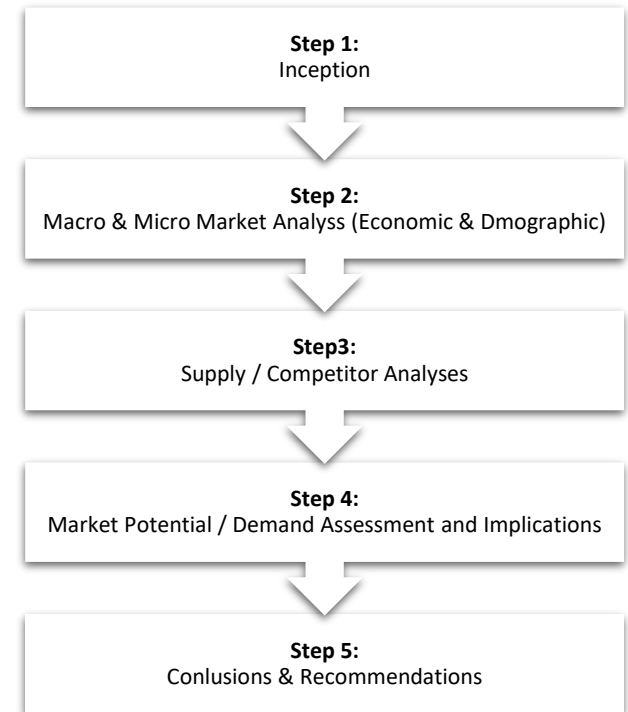 Step 1:
Inception
Step 2:
Macro & Micro Market Analyss (Economic & Dmographic)
Step3:
Supply / Competitor Analyses
Step 4:
Market Potential / Demand Assessment and Implications
Step 5:
Conlusions & Recommendations